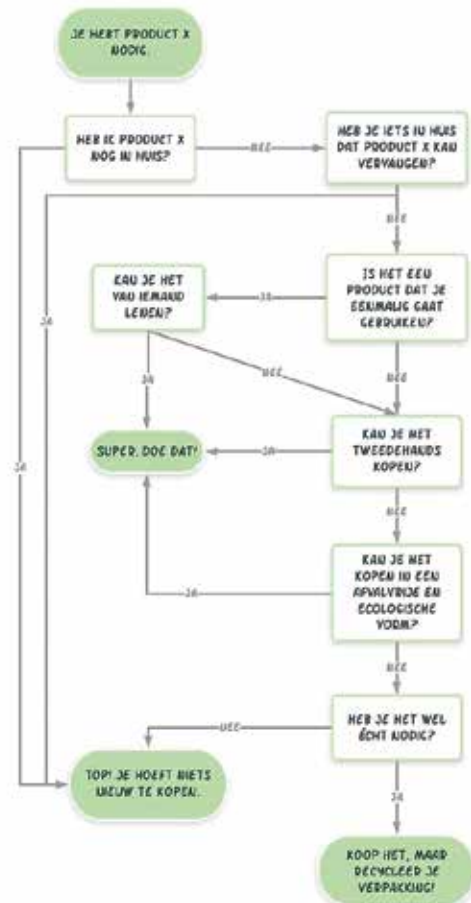 JE HEBT PRODUCT X
NODIG.
HEB IK PRODUCT X
NOG IN HUIS?
NEE
HEB JE IETS IN HUIS
DAT PRODUCT X KAN
VERVANGEN?
NEE
KAN JE HET
VAN IEMAND
LENEN?
JA
IS HET EEN
PRODUCT DAT JE
EENMALIG GAAT
GEBRUIKEN?
JA
JA
NEE
NEE
SUPER, DOE DAT!
JA
KAN JE HET
TWEEDEHANDS
KOPEN?
JA
NEE
JA
KAN JE HET
KOPEN IN EEN
AFVALVRIJE EN
ECOLOGISCHE
VORM?
NEE
NEE
HEB JE HET WEL
ÉCHT NODIG?
TOP! JE HOEFT NIETS
NIEUW TE KOPEN.
JA
KOOP HET, MAAR
RECYCLEER JE
VERPAKKING!